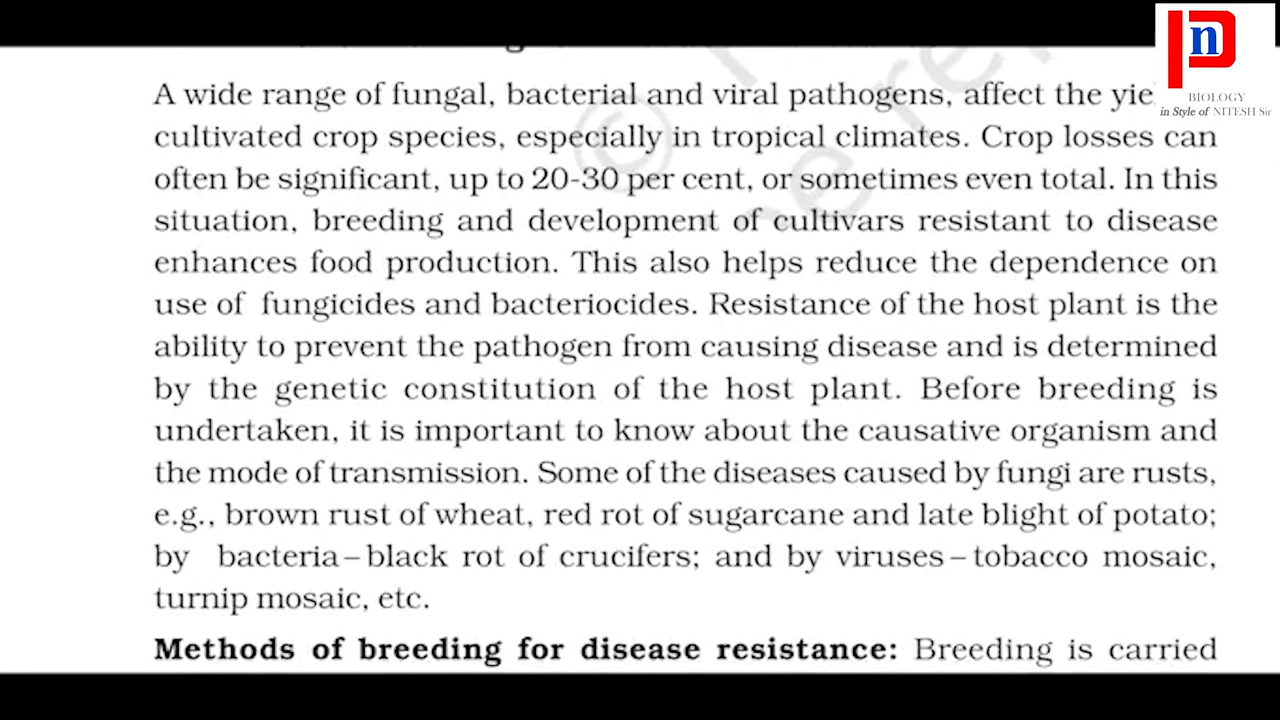 A wide range of fungal, bacterial and viral pathogens, affect the
cultivated crop species, especially in tropical climates. Crop losses can
often be significant, up to 20-30 per cent, or sometimes even total. In this
situation, breeding and development of cultivars resistant to disease
enhances food production. This also helps reduce the dependence on
use of fungicides and bacteriocides. Resistance of the host plant is the
ability to prevent the pathogen from causing disease and is determined
by the genetic constitution of the host plant. Before breeding is
undertaken, it is important to know about the causative organism and
the mode of transmission. Some of the diseases caused by fungi are rusts,
e.g., brown rust of wheat, red rot of sugarcane and late blight of potato;
by bacteria – black rot of crucifers; and by viruses – tobacco mosaic,
turnip mosaic, etc.
Methods of breeding for disease resistance: Breeding is carried
n
BIOLOGY
in Style of NITESH Sir